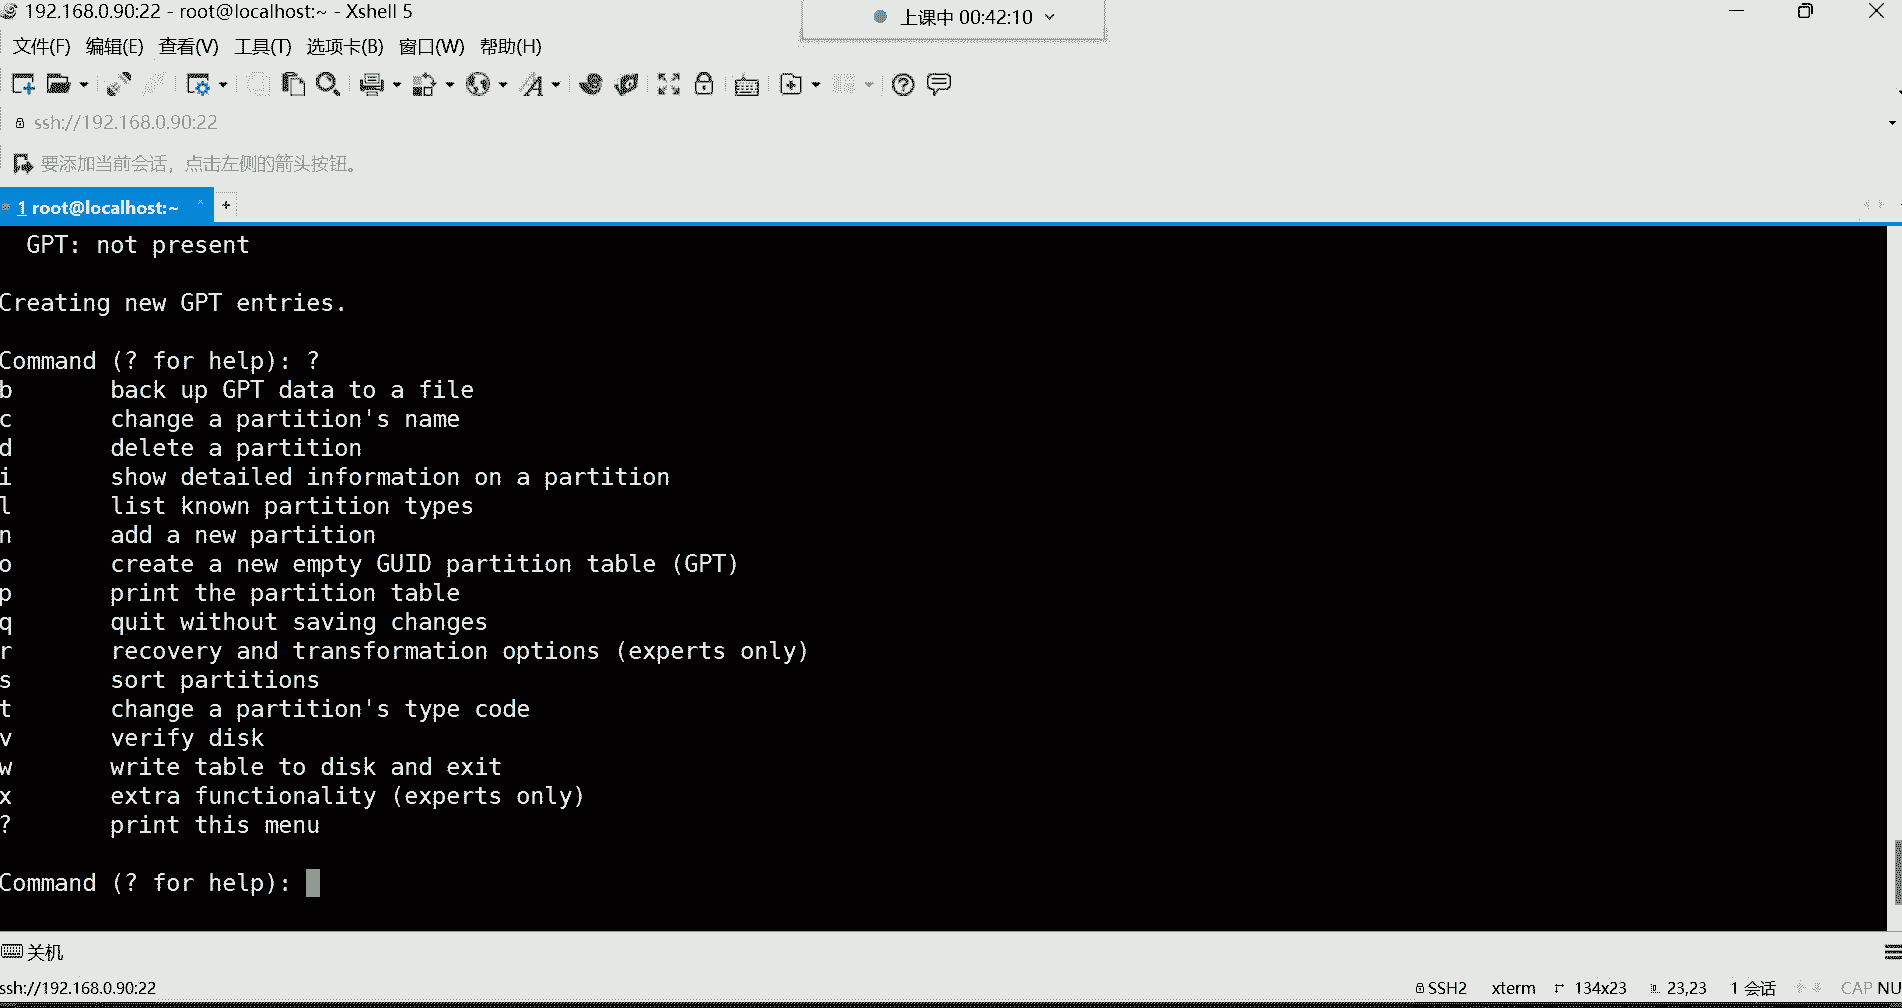 192.168.0.90:22 - root@localhost:~ - Xshell 5
上课中 00:42:10
文件(F) 编辑(E) 查看(V) 工具(T) 选项卡(B) 窗口(W) 帮助(H)
ssh://192.168.0.90:22
要添加当前会话，点击左侧的箭头按钮。
1 root@localhost:~
GPT: not present
Creating new GPT entries.
Command (? for help): ?
b back up GPT data to a file
c change a partition's name
d delete a partition
i show detailed information on a partition
l list known partition types
n add a new partition
o create a new empty GUID partition table (GPT)
p print the partition table
q quit without saving changes
r recovery and transformation options (experts only)
s sort partitions
t change a partition's type code
v verify disk
w write table to disk and exit
x extra functionality (experts only)
? print this menu
Command (? for help):
关机
ssh://192.168.0.90:22 SSH2 xterm 134x23 23,23 1 会话 CAP NU